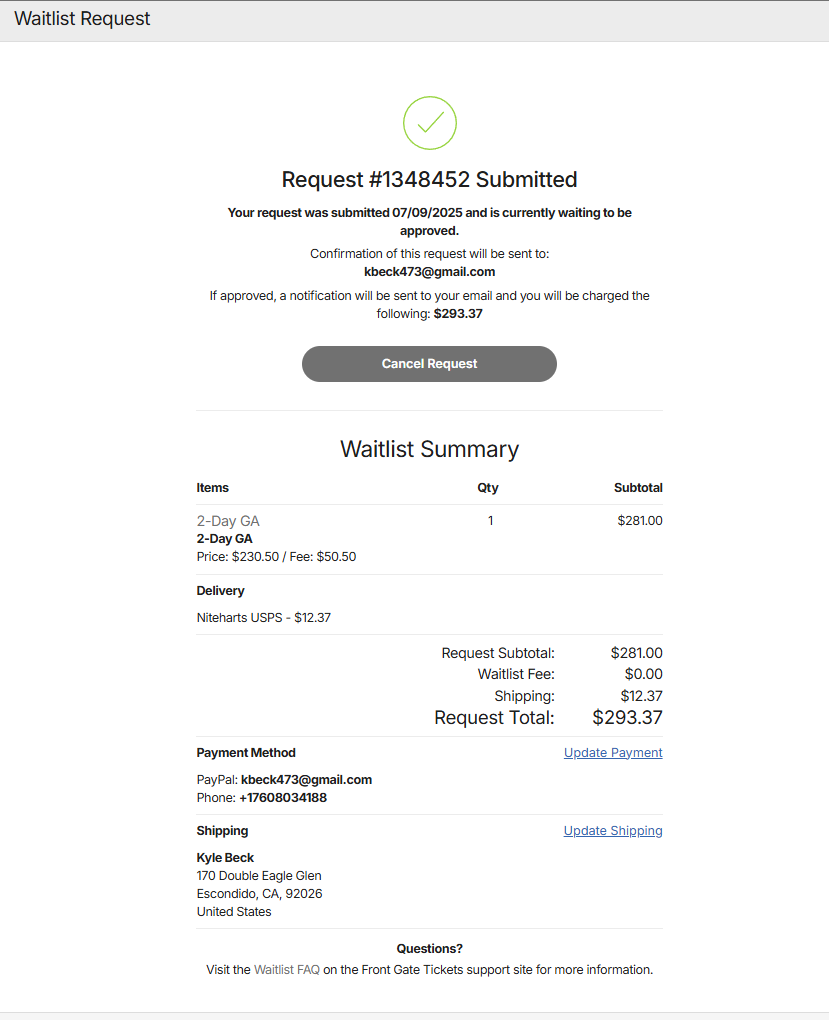 Waitlist Request
Request #1348452 Submitted
Your request was submitted 07/09/2025 and is currently waiting to be
approved.
Confirmation of this request will be sent to:
kbeck473@gmail.com
If approved, a notification will be sent to your email and you will be charged the
following: $293.37
Cancel Request
Waitlist Summary
Items Qty Subtotal
2-Day GA 1 $281.00
2-Day GA
Price: $230.50 / Fee: $50.50
Delivery
Niteharts USPS - $12.37
Request Subtotal: $281.00
Waitlist Fee: $0.00
Shipping: $12.37
Request Total: $293.37
Payment Method Update Payment
PayPal: kbeck473@gmail.com
Phone: +17608034188
Shipping Update Shipping
Kyle Beck
170 Double Eagle Glen
Escondido, CA, 92026
United States
Questions?
Visit the Waitlist FAQ on the Front Gate Tickets support site for more information.